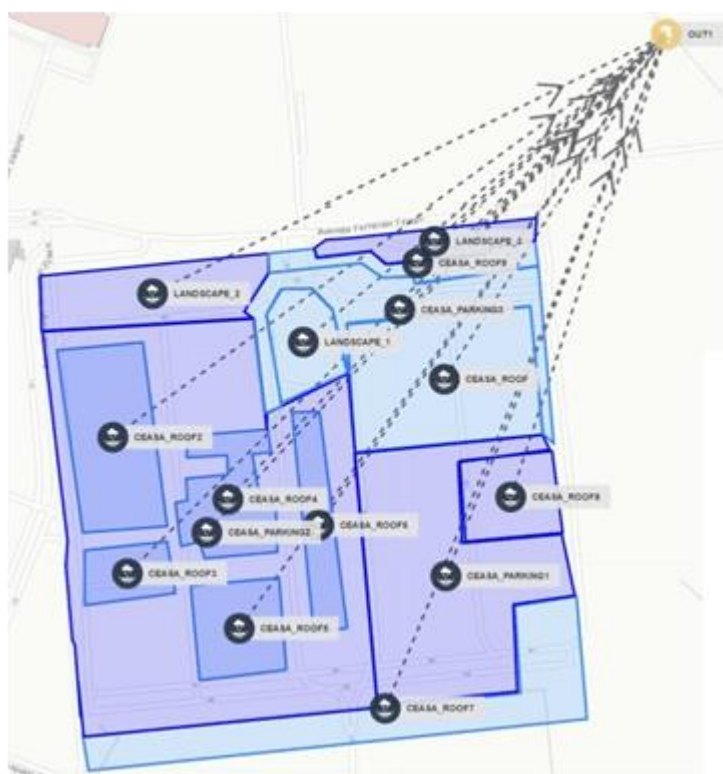 OUT1
LANDSCAPE_3
CEASA_ROOF9
LANDSCAPE_2
CEASA_PARKING3
LANDSCAPE_1
CEASA_ROOF
CEASA_ROOF2
CEASA_ROOF4
CEASA_ROOF8
CEASA_ROOF6
CEASA_PARKING2
CEASA_ROOF3
CEASA_PARKING1
CEASA_ROOF5
CEASA_ROOF7